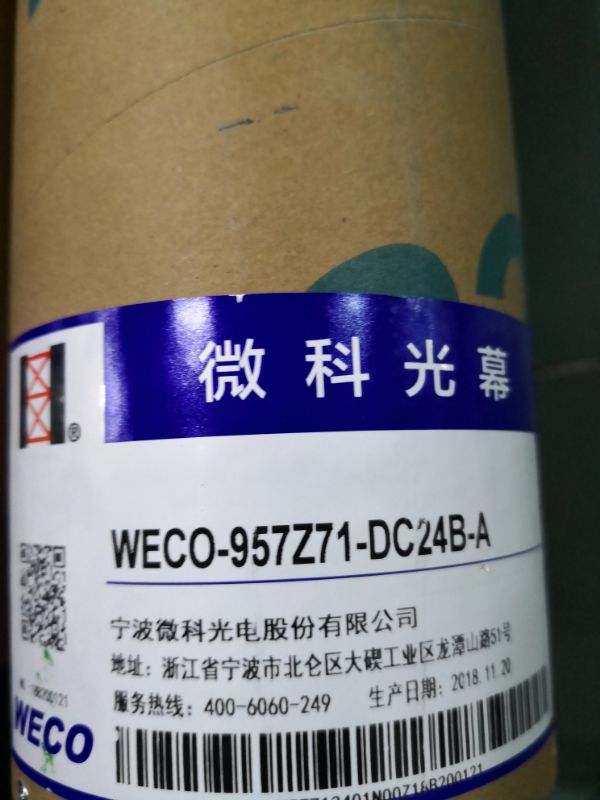 微科光幕
®
WECO-957Z71-DC24B-A
宁波微科光电股份有限公司
地址: 浙江省宁波市北仑区大碶工业区龙潭山路51号
服务热线: 400-6060-249 生产日期: 2018.11.20
WECO